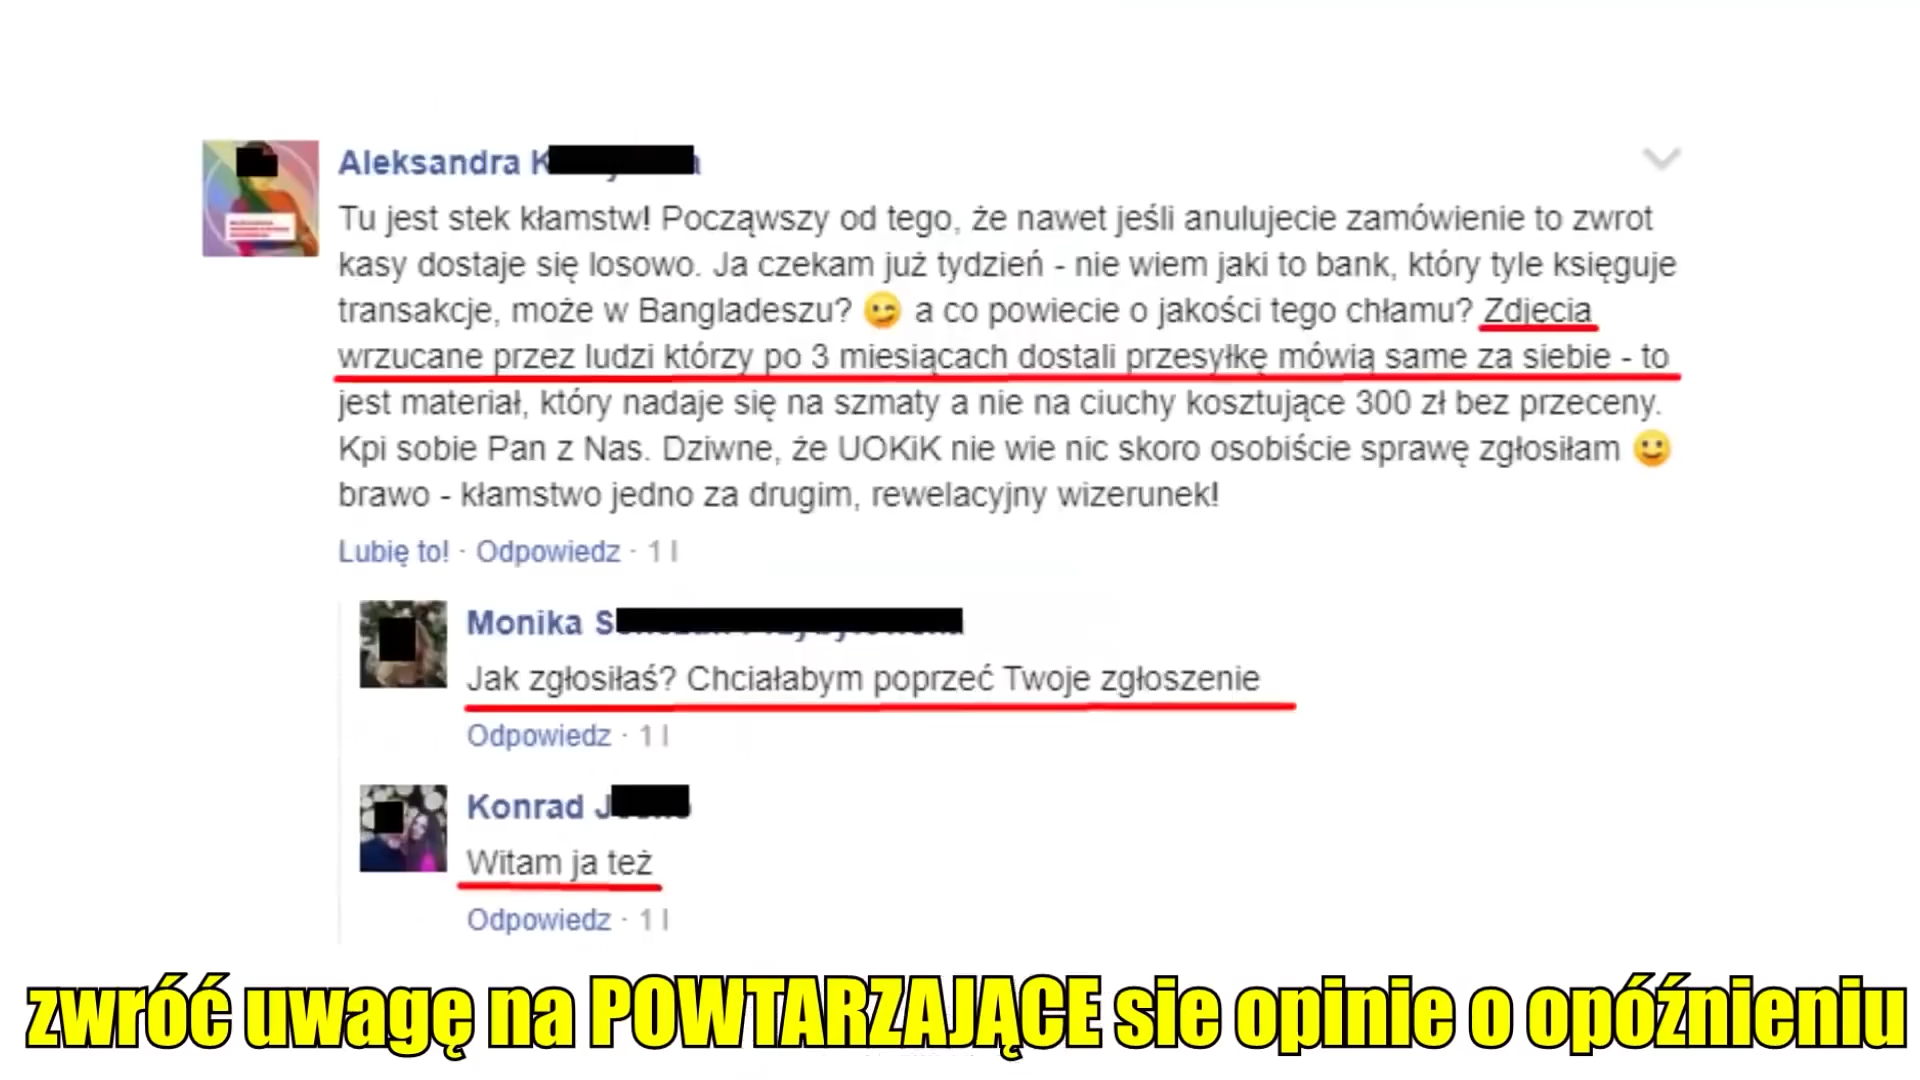 Aleksandra K
Tu jest stek kłamstw! Począwszy od tego, że nawet jeśli anulujecie zamówienie to zwrot
kasy dostaje się losowo. Ja czekam już tydzień - nie wiem jaki to bank, który tyle księguje
transakcje, może w Bangladeszu? 😉 a co powiecie o jakości tego chłamu? Zdjęcia
wrzucane przez ludzi którzy po 3 miesiącach dostali przesyłkę mówią same za siebie - to
jest materiał, który nadaje się na szmaty a nie na ciuchy kosztujące 300 zł bez przeceny.
Kpi sobie Pan z Nas. Dziwne, że UOKiK nie wie nic skoro osobiście sprawę zgłosiłam 🙂
brawo - kłamstwo jedno za drugim, rewelacyjny wizerunek!
Lubię to! · Odpowiedz · 1 l
Monika S
Jak zgłosiłaś? Chciałabym poprzeć Twoje zgłoszenie
Odpowiedz · 1 l
Konrad J
Witam ja też
Odpowiedz · 1 l
zwróć uwagę na POWTARZAJĄCE sie opinie o opóźnieniu